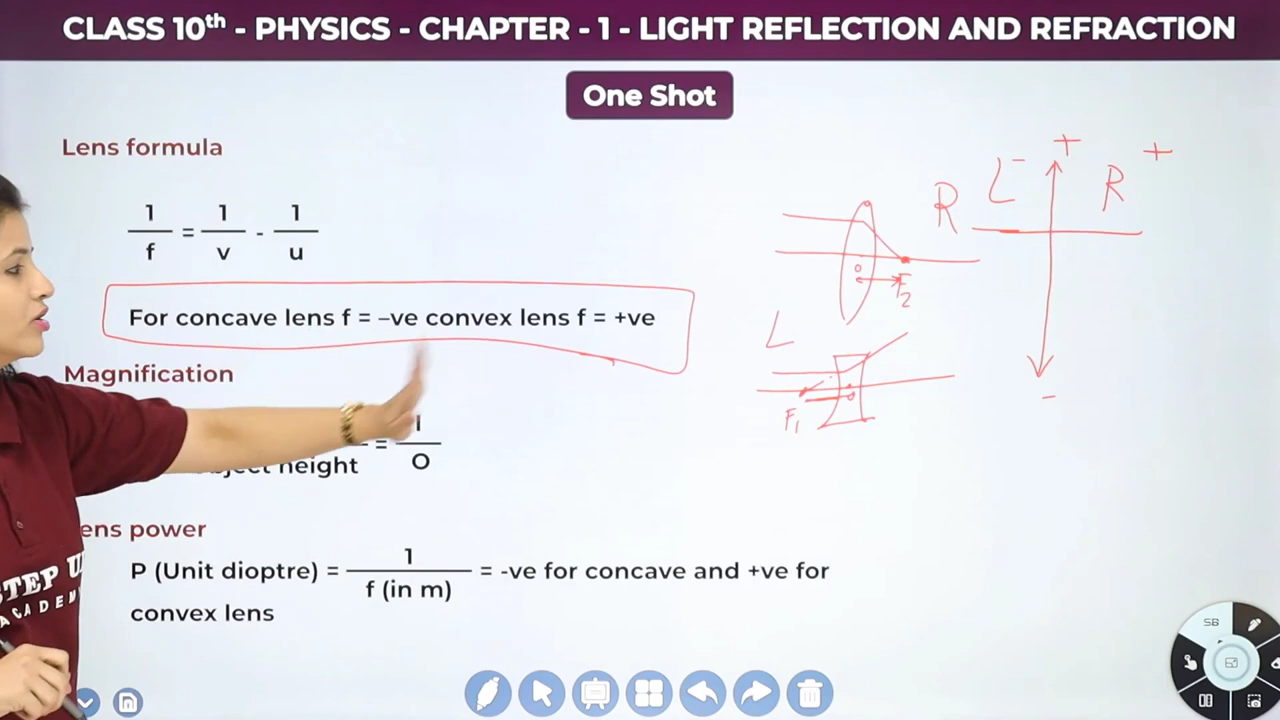 CLASS 10th - PHYSICS - CHAPTER - 1 - LIGHT REFLECTION AND REFRACTION
One Shot
Lens formula
1/f = 1/v - 1/u
For concave lens f = –ve convex lens f = +ve
Magnification
height = I/O
ens power
P (Unit dioptre) = 1/f (in m) = -ve for concave and +ve for
convex lens
R
O
F2
L
F1
O
L- R+
+
-
STEP U
ACADEM
56